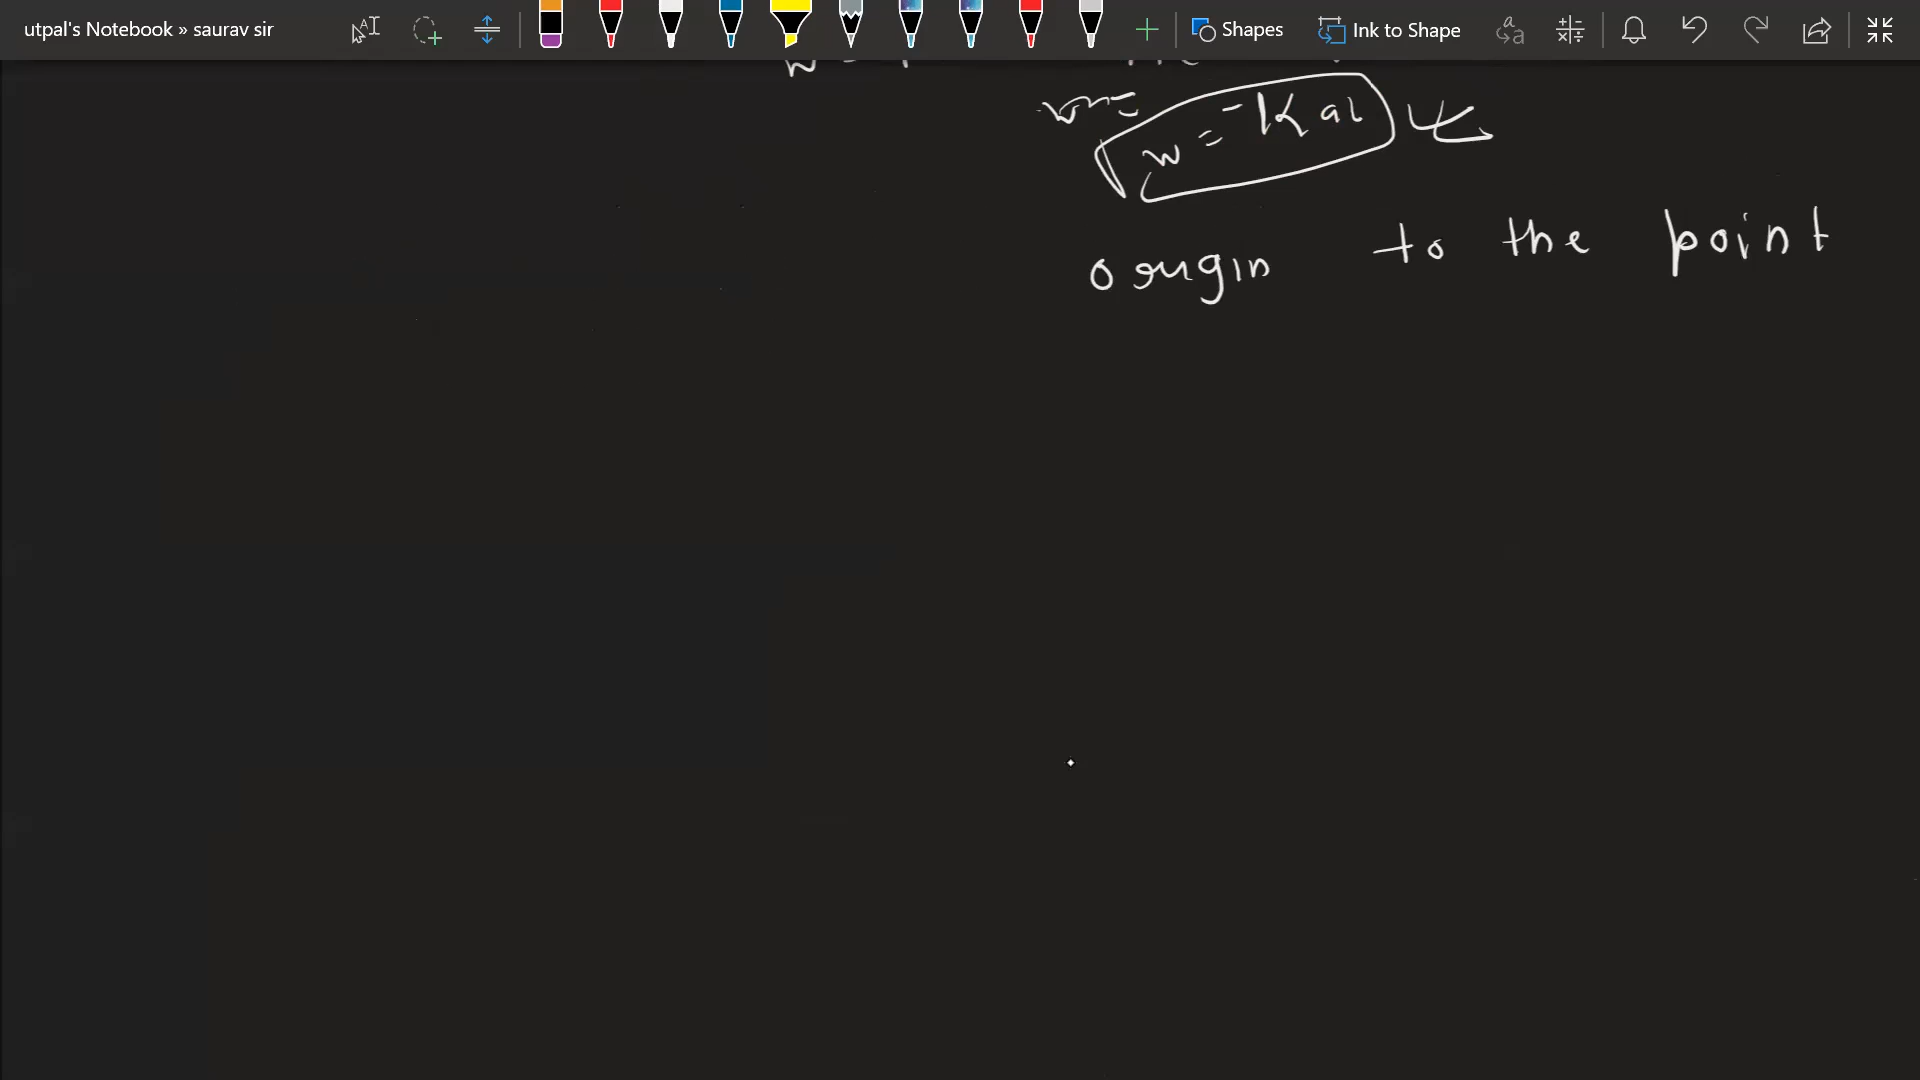 utpal's Notebook » saurav sir
Shapes
Ink to Shape
w =
w = -Kal
origin to the point